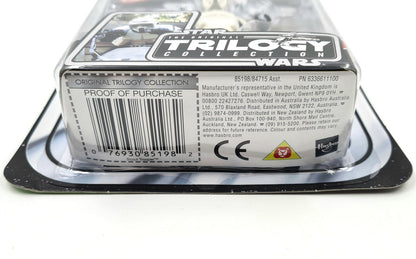 STAR
THE ORIGINAL
TRILOGY
COLLECTION
WARS
85198/84715 Asst. PN 6336611100
ORIGINAL TRILOGY COLLECTION
PROOF OF PURCHASE
0 76930 85198 2
Manufacturer's representative in the United Kingdom is
Hasbro UK Ltd, Caswell Way, Newport, Gwent NP9 0YH.
00800 22427276. Distributed in Australia by Hasbro Australia
Ltd., 570 Blaxland Road, Eastwood, NSW 2122, Australia.
(02) 9874-0999. Distributed in New Zealand by Hasbro
Australia Ltd., PO Box 100-940, North Shore Mail Centre,
Auckland, New Zealand. (09) 915-5200. Please retain this
address for future reference. Colour and contents may vary.
www.hasbro.com
CE
Hasbro